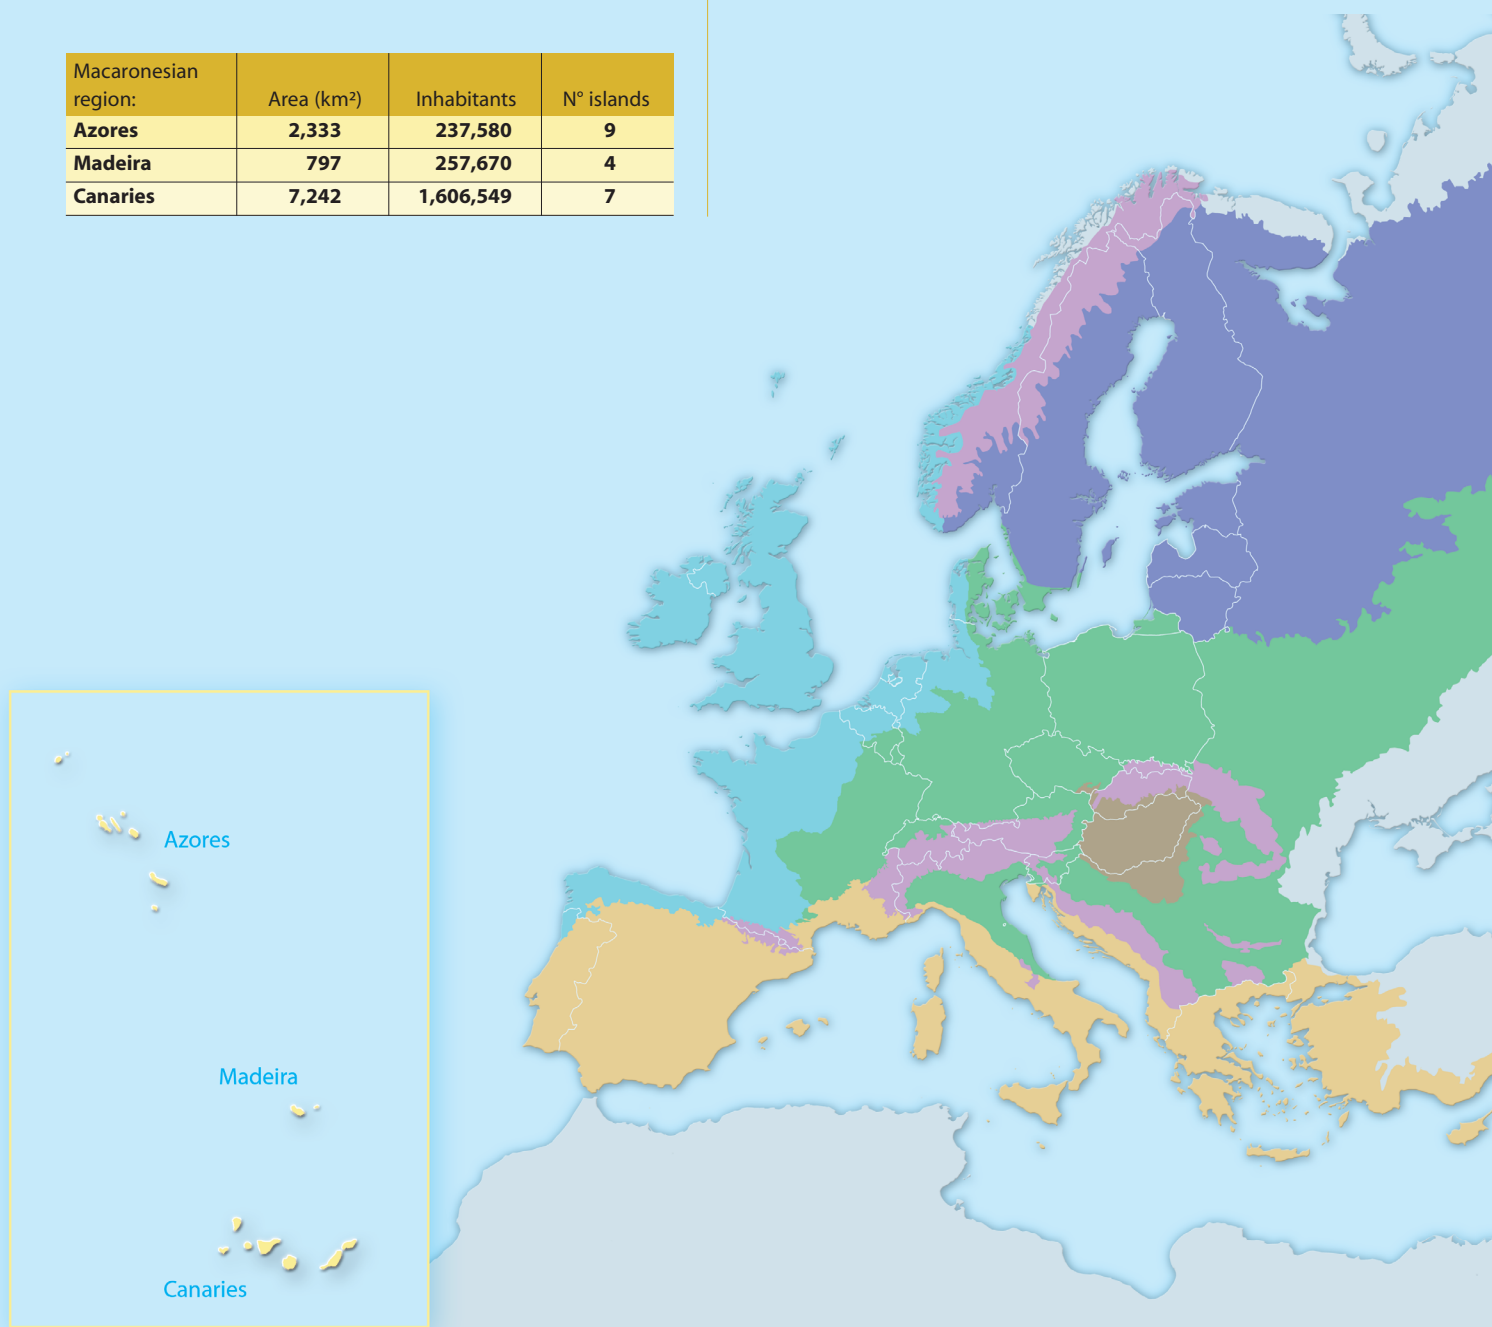 Macaronesian
region: Area (km²) Inhabitants N° islands
Azores 2,333 237,580 9
Madeira 797 257,670 4
Canaries 7,242 1,606,549 7
Azores
Madeira
Canaries